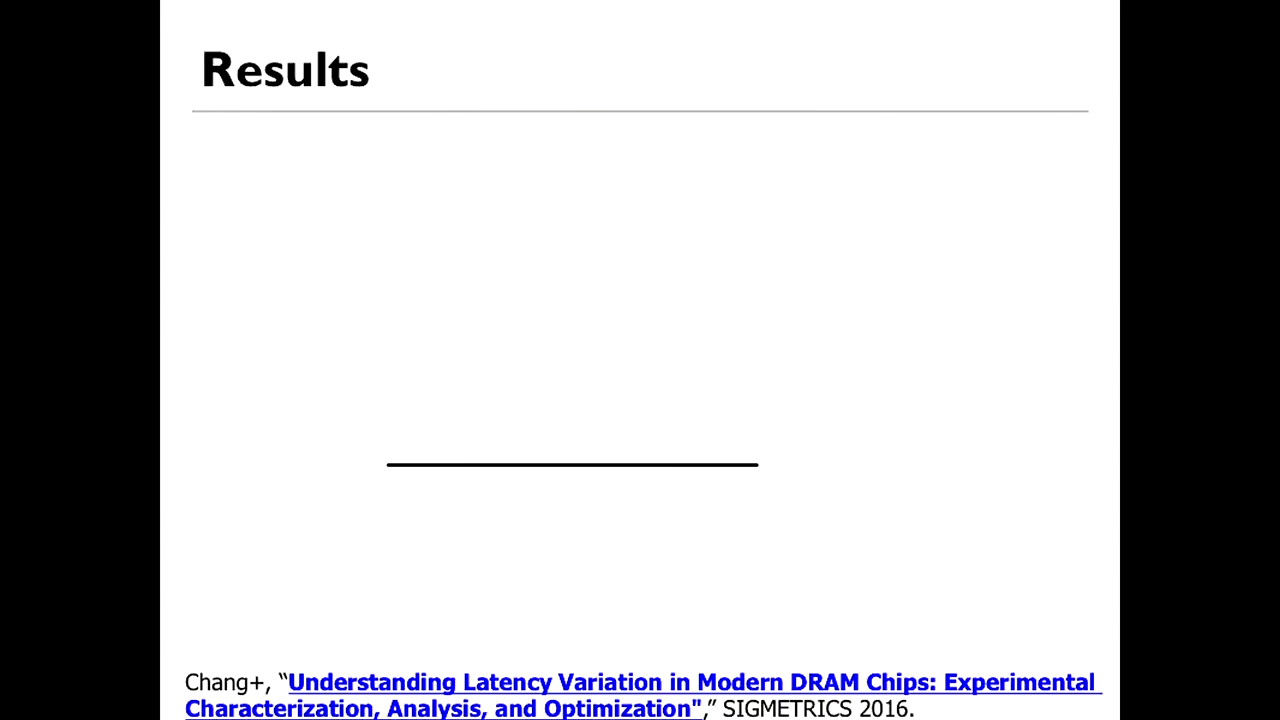 Results
Chang+, “Understanding Latency Variation in Modern DRAM Chips: Experimental
Characterization, Analysis, and Optimization",” SIGMETRICS 2016.